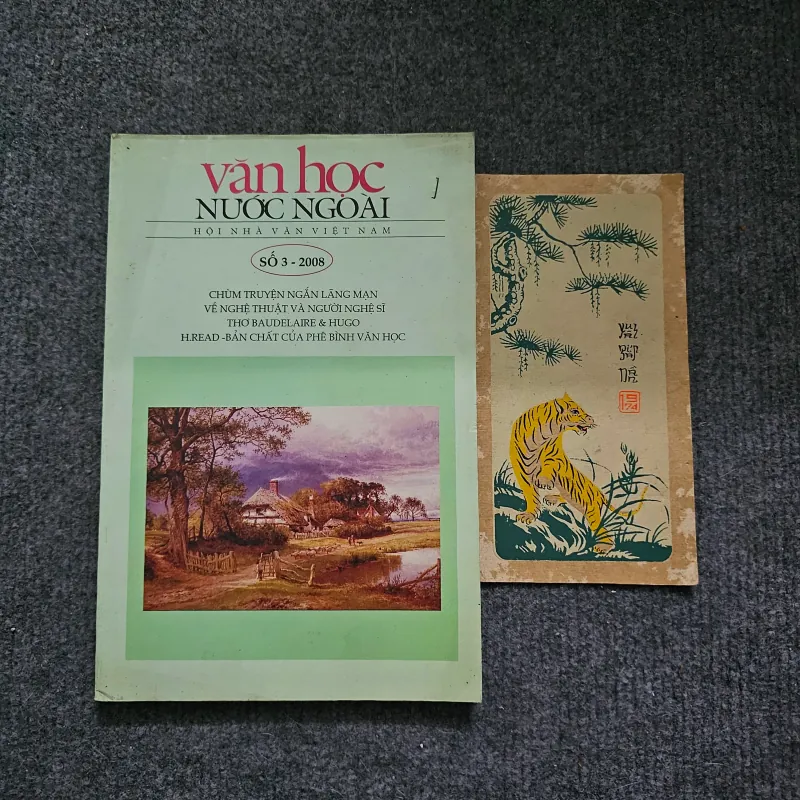 văn học
NƯỚC NGOÀI
HỘI NHÀ VĂN VIỆT NAM
SỐ 3 - 2008
CHÙM TRUYỆN NGẮN LÃNG MẠN
VỀ NGHỆ THUẬT VÀ NGƯỜI NGHỆ SĨ
THƠ BAUDELAIRE & HUGO
H.READ -BẢN CHẤT CỦA PHÊ BÌNH VĂN HỌC